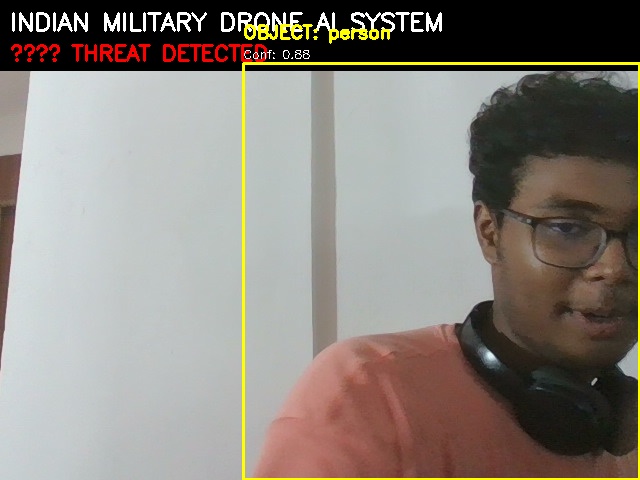 INDIAN MILITARY DRONE AI SYSTEM
OBJECT: person
???? THREAT DETECTED
Conf: 0.88